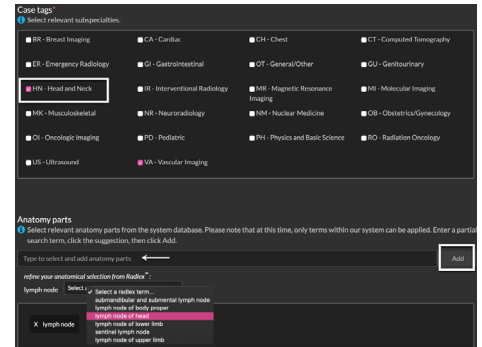 Case tags*
Select relevant subspecialties.
BR - Breast Imaging
CA - Cardiac
CH - Chest
CT - Computed Tomography
ER - Emergency Radiology
GI - Gastrointestinal
OT - General/Other
GU - Genitourinary
HN - Head and Neck
IR - Interventional Radiology
MR - Magnetic Resonance
Imaging
MI - Molecular Imaging
MK - Musculoskeletal
NR - Neuroradiology
NM - Nuclear Medicine
OB - Obstetrics/Gynecology
OI - Oncologic Imaging
PD - Pediatric
PH - Physics and Basic Science
RO - Radiation Oncology
US - Ultrasound
VA - Vascular Imaging
Anatomy parts
Select relevant anatomy parts from the system database. Please note that at this time, only terms within our system can be applied. Enter a partial
search term, click the suggestion, then click Add.
Type to select and add anatomy parts
Add
refine your anatomical selection from Radlex™:
lymph node
Select a
✓ Select a radlex term...
submandibular and submental lymph node
lymph node of body proper
lymph node of head
lymph node of lower limb
sentinel lymph node
lymph node of upper limb
X lymph node